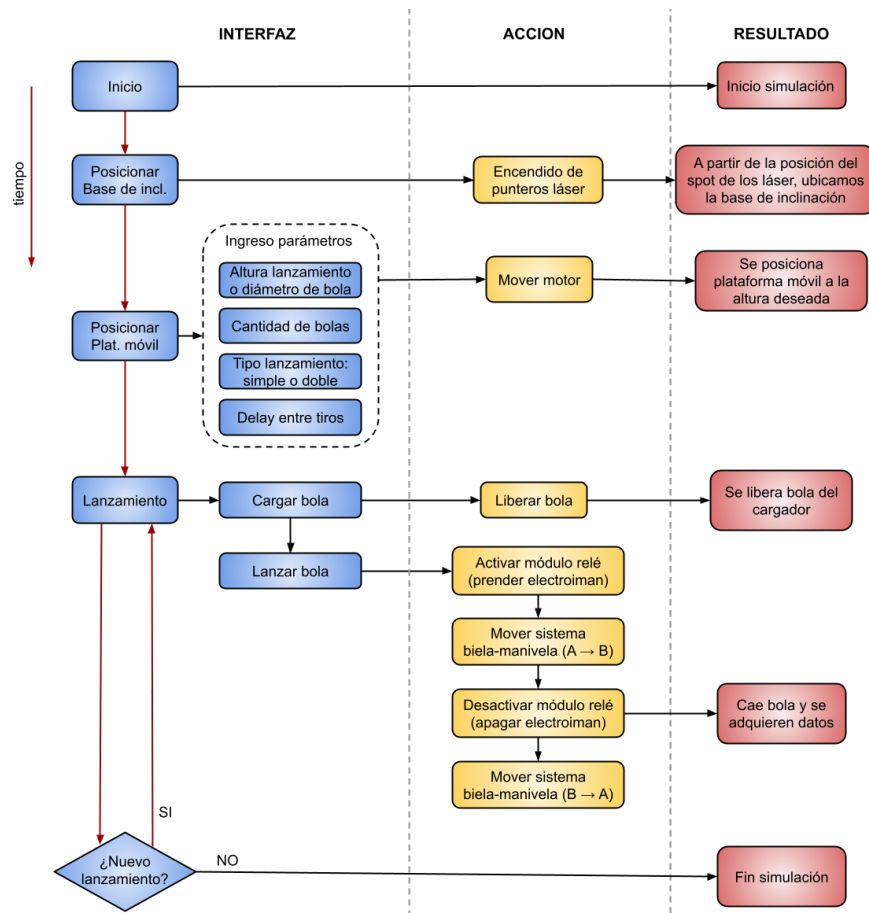 INTERFAZ
ACCION
RESULTADO
Inicio
Inicio simulación
tiempo
Posicionar
Base de incl.
Encendido de
punteros láser
A partir de la posición del
spot de los láser, ubicamos
la base de inclinación
Ingreso parámetros
Altura lanzamiento
o diámetro de bola
Mover motor
Se posiciona
plataforma móvil a la
altura deseada
Posicionar
Plat. móvil
Cantidad de bolas
Tipo lanzamiento:
simple o doble
Delay entre tiros
Lanzamiento
Cargar bola
Liberar bola
Se libera bola del
cargador
Lanzar bola
Activar módulo relé
(prender electroiman)
Mover sistema
biela-manivela (A → B)
Desactivar módulo relé
(apagar electroiman)
Cae bola y se
adquieren datos
Mover sistema
biela-manivela (B → A)
SI
¿Nuevo
lanzamiento?
NO
Fin simulación